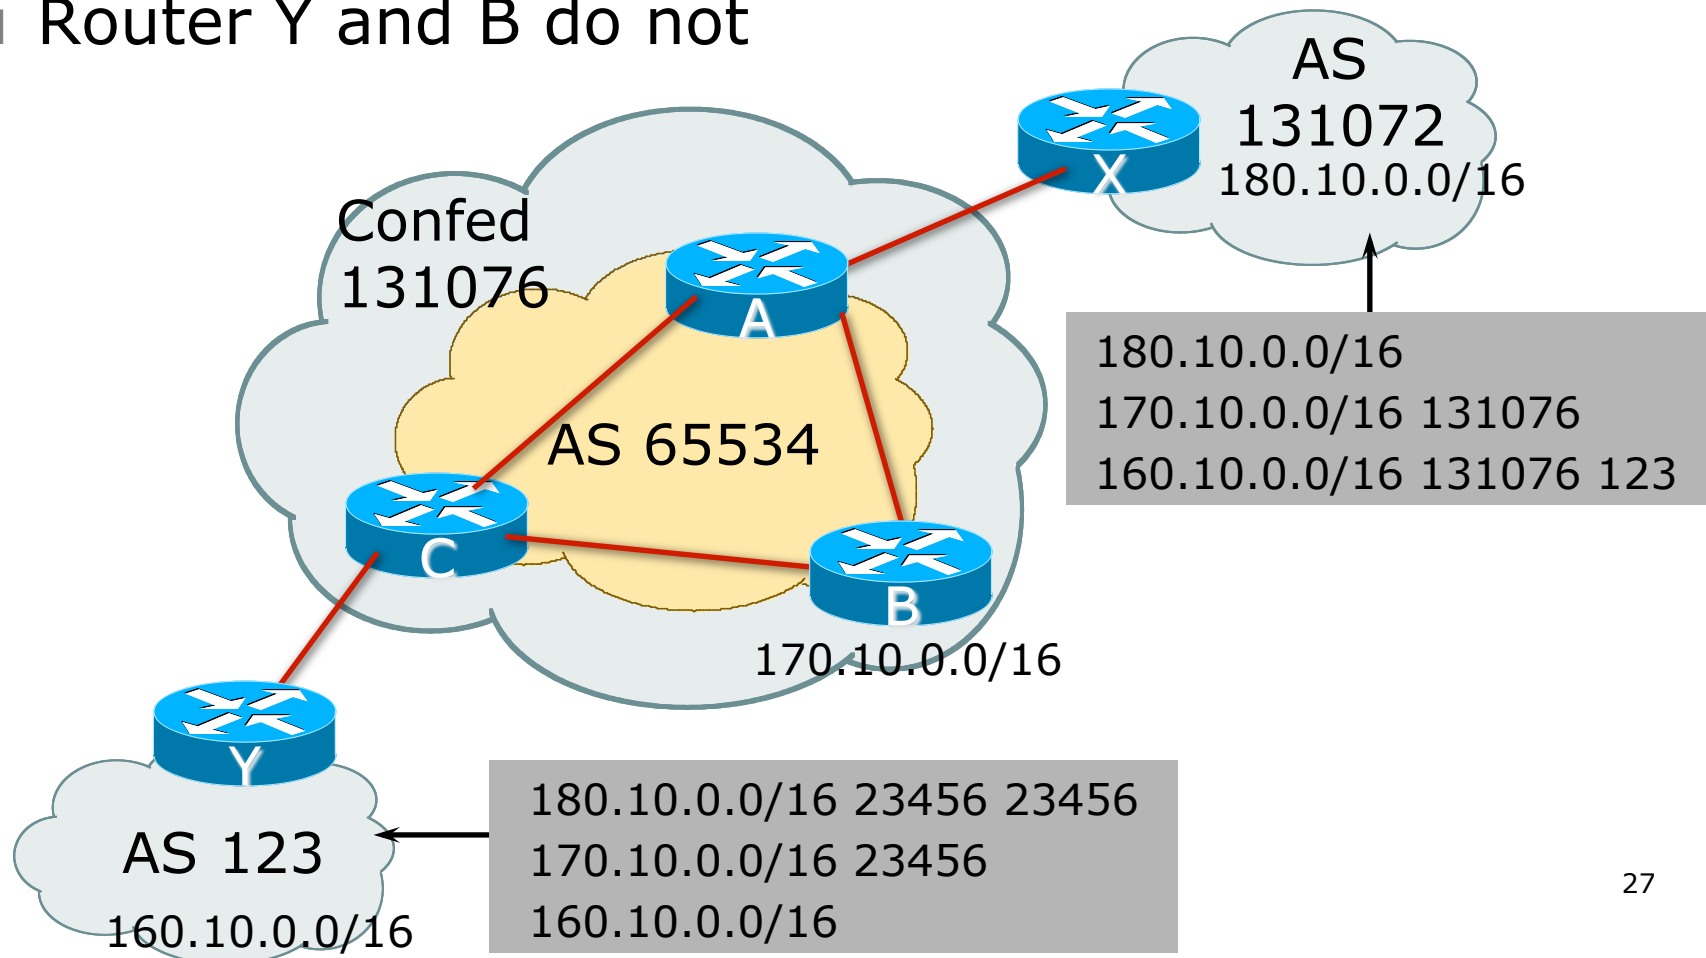 Router Y and B do not
AS
131072
180.10.0.0/16
X
Confed
131076
A
180.10.0.0/16
170.10.0.0/16 131076
160.10.0.0/16 131076 123
AS 65534
C
B
170.10.0.0/16
Y
AS 123
160.10.0.0/16
180.10.0.0/16 23456 23456
170.10.0.0/16 23456
160.10.0.0/16
27